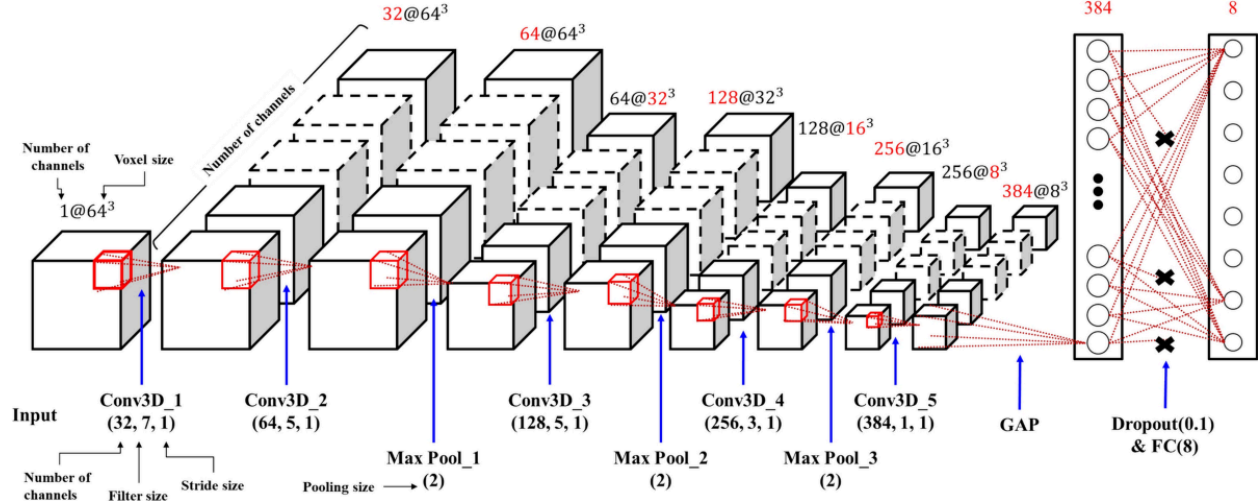 32@64³
64@64³
384
8
64@32³
128@32³
128@16³
256@16³
256@8³
384@8³
Number of channels
Number of
channels
Voxel size
1@64³
Input
Conv3D_1
(32, 7, 1)
Conv3D_2
(64, 5, 1)
Conv3D_3
(128, 5, 1)
Conv3D_4
(256, 3, 1)
Conv3D_5
(384, 1, 1)
GAP
Dropout(0.1)
& FC(8)
Max Pool_1
(2)
Max Pool_2
(2)
Max Pool_3
(2)
Number of
channels
Filter size
Stride size
Pooling size